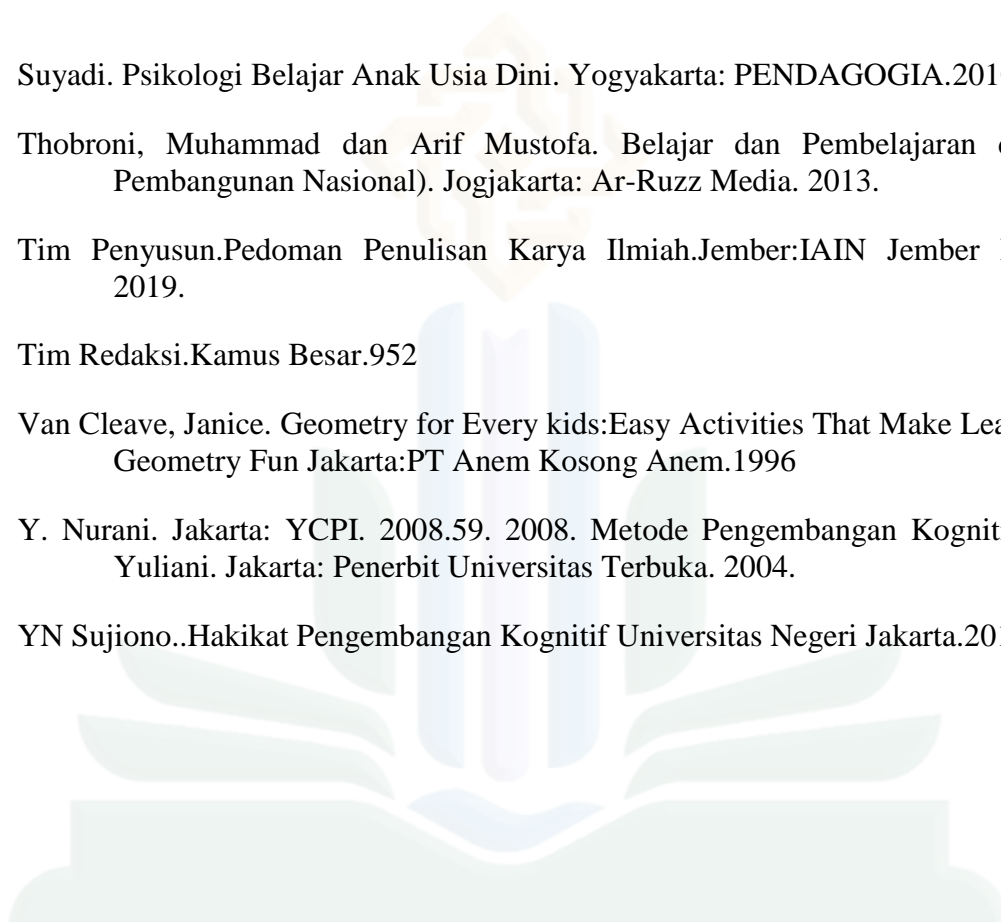 Suyadi. Psikologi Belajar Anak Usia Dini. Yogyakarta: PENDAGOGIA.201
Thobroni, Muhammad dan Arif Mustofa. Belajar dan Pembelajaran
Pembangunan Nasional). Jogjakarta: Ar-Ruzz Media. 2013.
Tim Penyusun.Pedoman Penulisan Karya Ilmiah.Jember:IAIN Jember
2019.
Tim Redaksi.Kamus Besar.952
Van Cleave, Janice. Geometry for Every kids:Easy Activities That Make
Geometry Fun Jakarta:PT Anem Kosong Anem.1996
Y. Nurani. Jakarta: YCPI. 2008.59. 2008. Metode Pengembangan
Yuliani. Jakarta: Penerbit Universitas Terbuka. 2004.
YN Sujiono..Hakikat Pengembangan Kognitif Universitas Negeri Jakarta.201